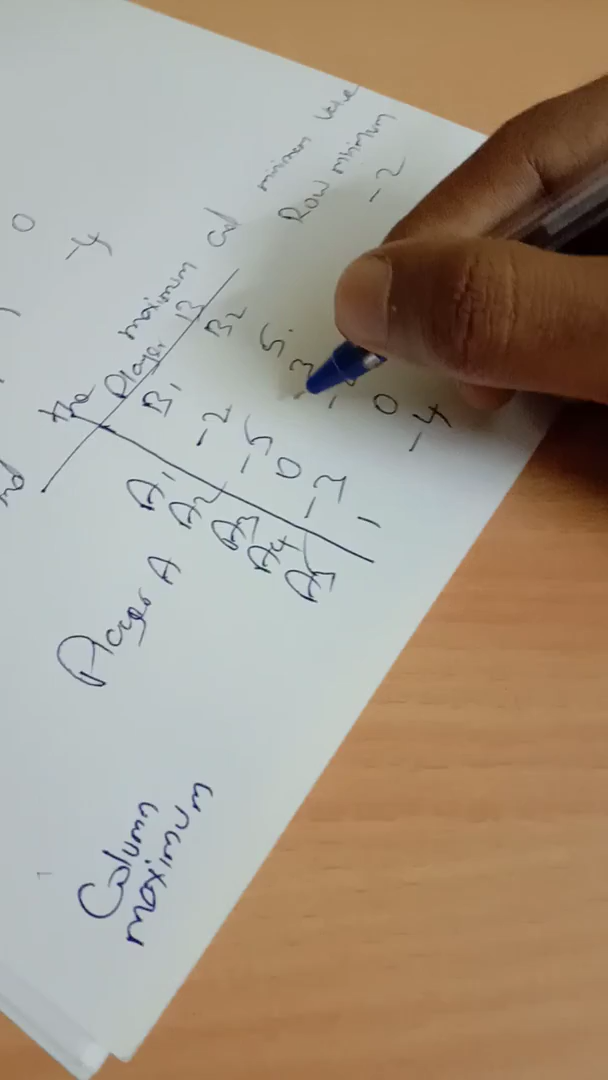 0
-4
the maximum and minimum value
Player B
B1 B2 Row minimum
A1 -2 5 -2
A2 -5 3
Player A A3 0
A4 -3 0
A5 1 -4
Column
maximum